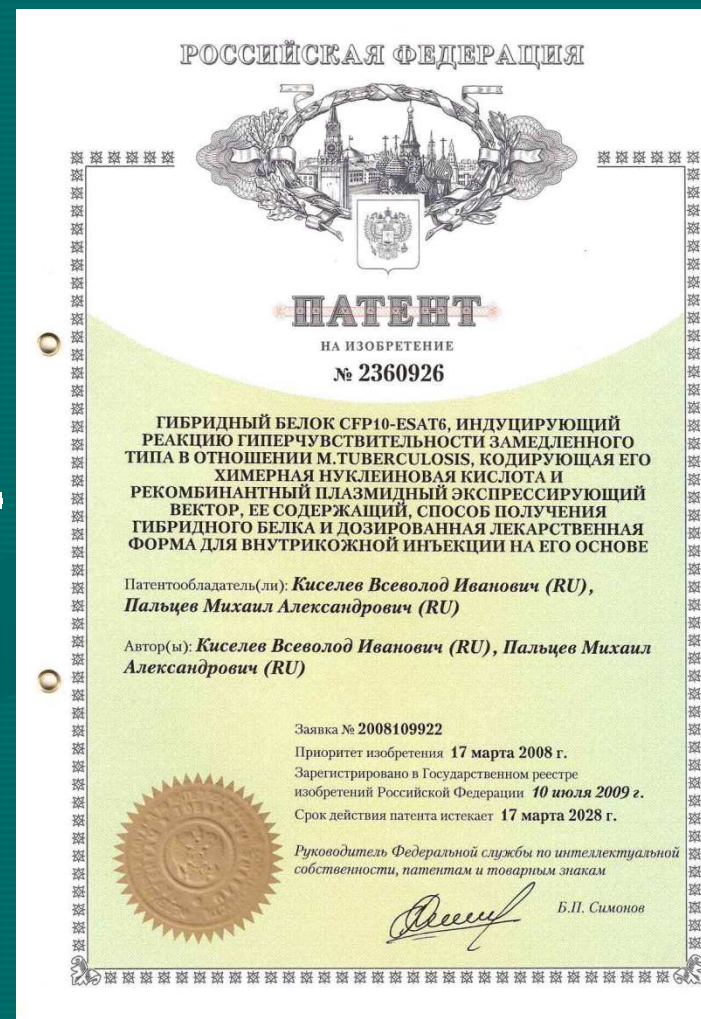 РОССИЙСКАЯ ФЕДЕРАЦИЯ
ПАТЕНТ
НА ИЗОБРЕТЕНИЕ
№ 2360926
ГИБРИДНЫЙ БЕЛОК CFP10-ESAT6, ИНДУЦИРУЮЩИЙ
РЕАКЦИЮ ГИПЕРЧУВСТВИТЕЛЬНОСТИ ЗАМЕДЛЕННОГО
ТИПА В ОТНОШЕНИИ M.TUBERCULOSIS, КОДИРУЮЩАЯ ЕГО
ХИМЕРНАЯ НУКЛЕИНОВАЯ КИСЛОТА И
РЕКОМБИНАНТНЫЙ ПЛАЗМИДНЫЙ ЭКСПРЕССИРУЮЩИЙ
ВЕКТОР, ЕЕ СОДЕРЖАЩИЙ, СПОСОБ ПОЛУЧЕНИЯ
ГИБРИДНОГО БЕЛКА И ДОЗИРОВАННАЯ ЛЕКАРСТВЕННАЯ
ФОРМА ДЛЯ ВНУТРИКОЖНОЙ ИНЪЕКЦИИ НА ЕГО ОСНОВЕ
Патентообладатель(ли): Киселев Всеволод Иванович (RU),
Пальцев Михаил Александрович (RU)
Автор(ы): Киселев Всеволод Иванович (RU), Пальцев Михаил
Александрович (RU)
Заявка № 2008109922
Приоритет изобретения 17 марта 2008 г.
Зарегистрировано в Государственном реестре
изобретений Российской Федерации 10 июля 2009 г.
Срок действия патента истекает 17 марта 2028 г.
Руководитель Федеральной службы по интеллектуальной
собственности, патентам и товарным знакам
Б.П. Симонов